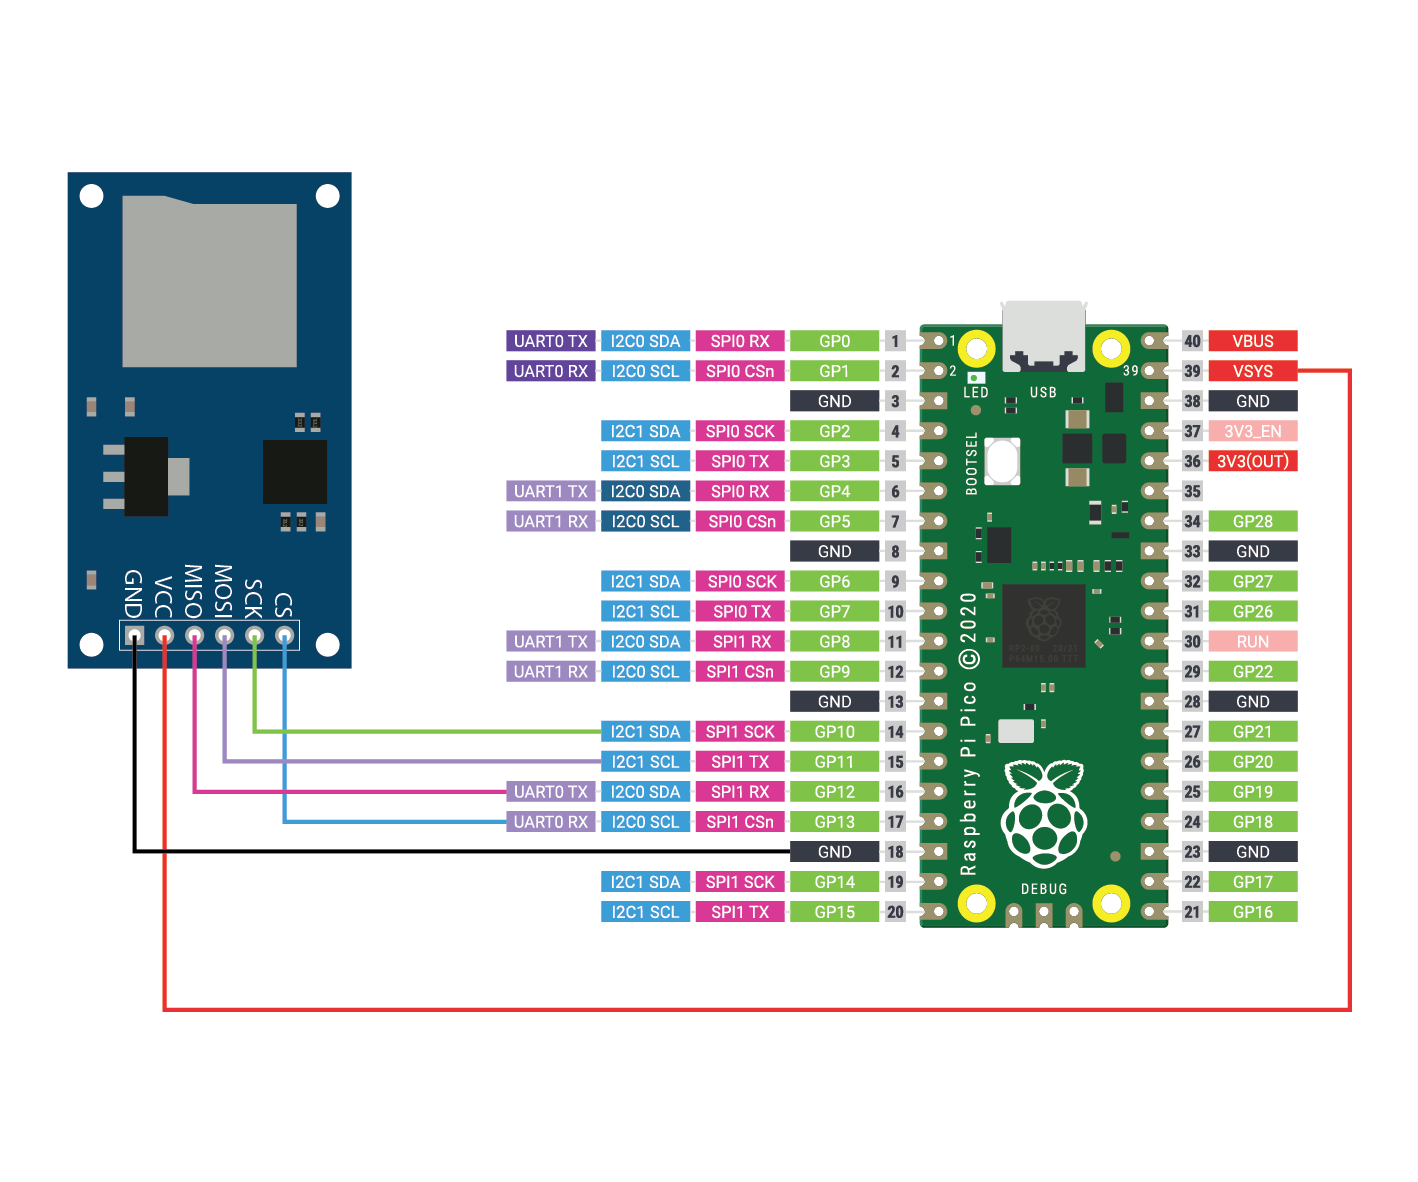 GND
VCC
MISO
MOSI
SCK
CS
UART0 TX I2C0 SDA SPI0 RX GP0 1
UART0 RX I2C0 SCL SPI0 CSn GP1 2
GND 3
I2C1 SDA SPI0 SCK GP2 4
I2C1 SCL SPI0 TX GP3 5
UART1 TX I2C0 SDA SPI0 RX GP4 6
UART1 RX I2C0 SCL SPI0 CSn GP5 7
GND 8
I2C1 SDA SPI0 SCK GP6 9
I2C1 SCL SPI0 TX GP7 10
UART1 TX I2C0 SDA SPI1 RX GP8 11
UART1 RX I2C0 SCL SPI1 CSn GP9 12
GND 13
I2C1 SDA SPI1 SCK GP10 14
I2C1 SCL SPI1 TX GP11 15
UART0 TX I2C0 SDA SPI1 RX GP12 16
UART0 RX I2C0 SCL SPI1 CSn GP13 17
GND 18
I2C1 SDA SPI1 SCK GP14 19
I2C1 SCL SPI1 TX GP15 20
1
2
39
LED
USB
BOOTSEL
Raspberry Pi Pico © 2020
DEBUG
40 VBUS
39 VSYS
38 GND
37 3V3_EN
36 3V3(OUT)
35
34 GP28
33 GND
32 GP27
31 GP26
30 RUN
29 GP22
28 GND
27 GP21
26 GP20
25 GP19
24 GP18
23 GND
22 GP17
21 GP16